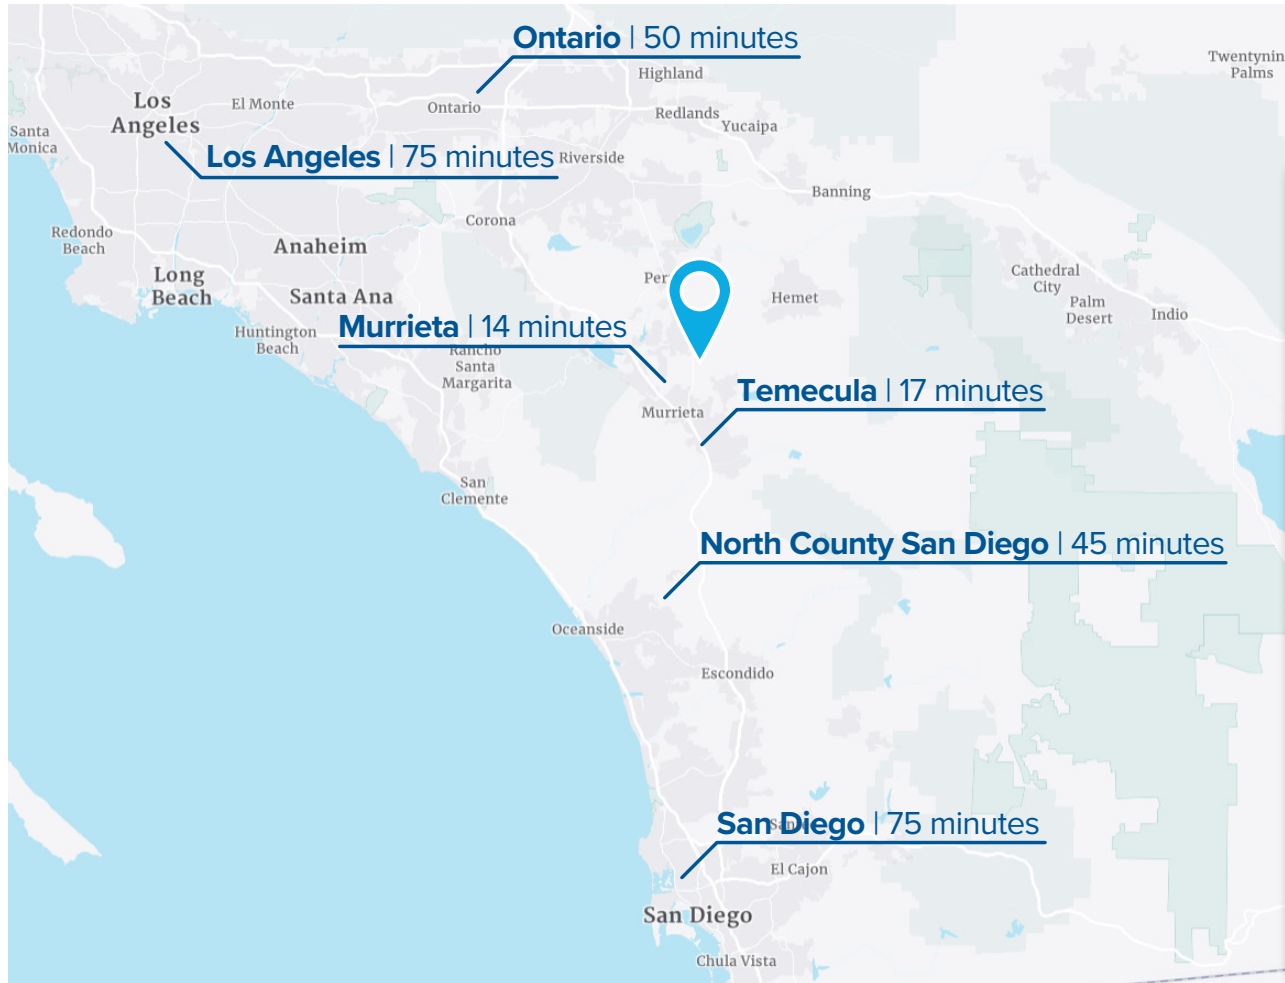 Ontario | 50 minutes
Twentynin
Palms
Highland
Los
Angeles
El Monte
Ontario
Redlands
Yucaipa
Santa
Monica
Los Angeles | 75 minutes
Riverside
Banning
Corona
Redondo
Beach
Anaheim
Long
Beach
Santa Ana
Per
Hemet
Cathedral
City
Palm
Desert
Indio
Huntington
Beach
Murrieta | 14 minutes
Rancho
Santa
Margarita
Temecula | 17 minutes
Murrieta
San
Clemente
North County San Diego | 45 minutes
Oceanside
Escondido
San Diego | 75 minutes
El Cajon
San Diego
Chula Vista